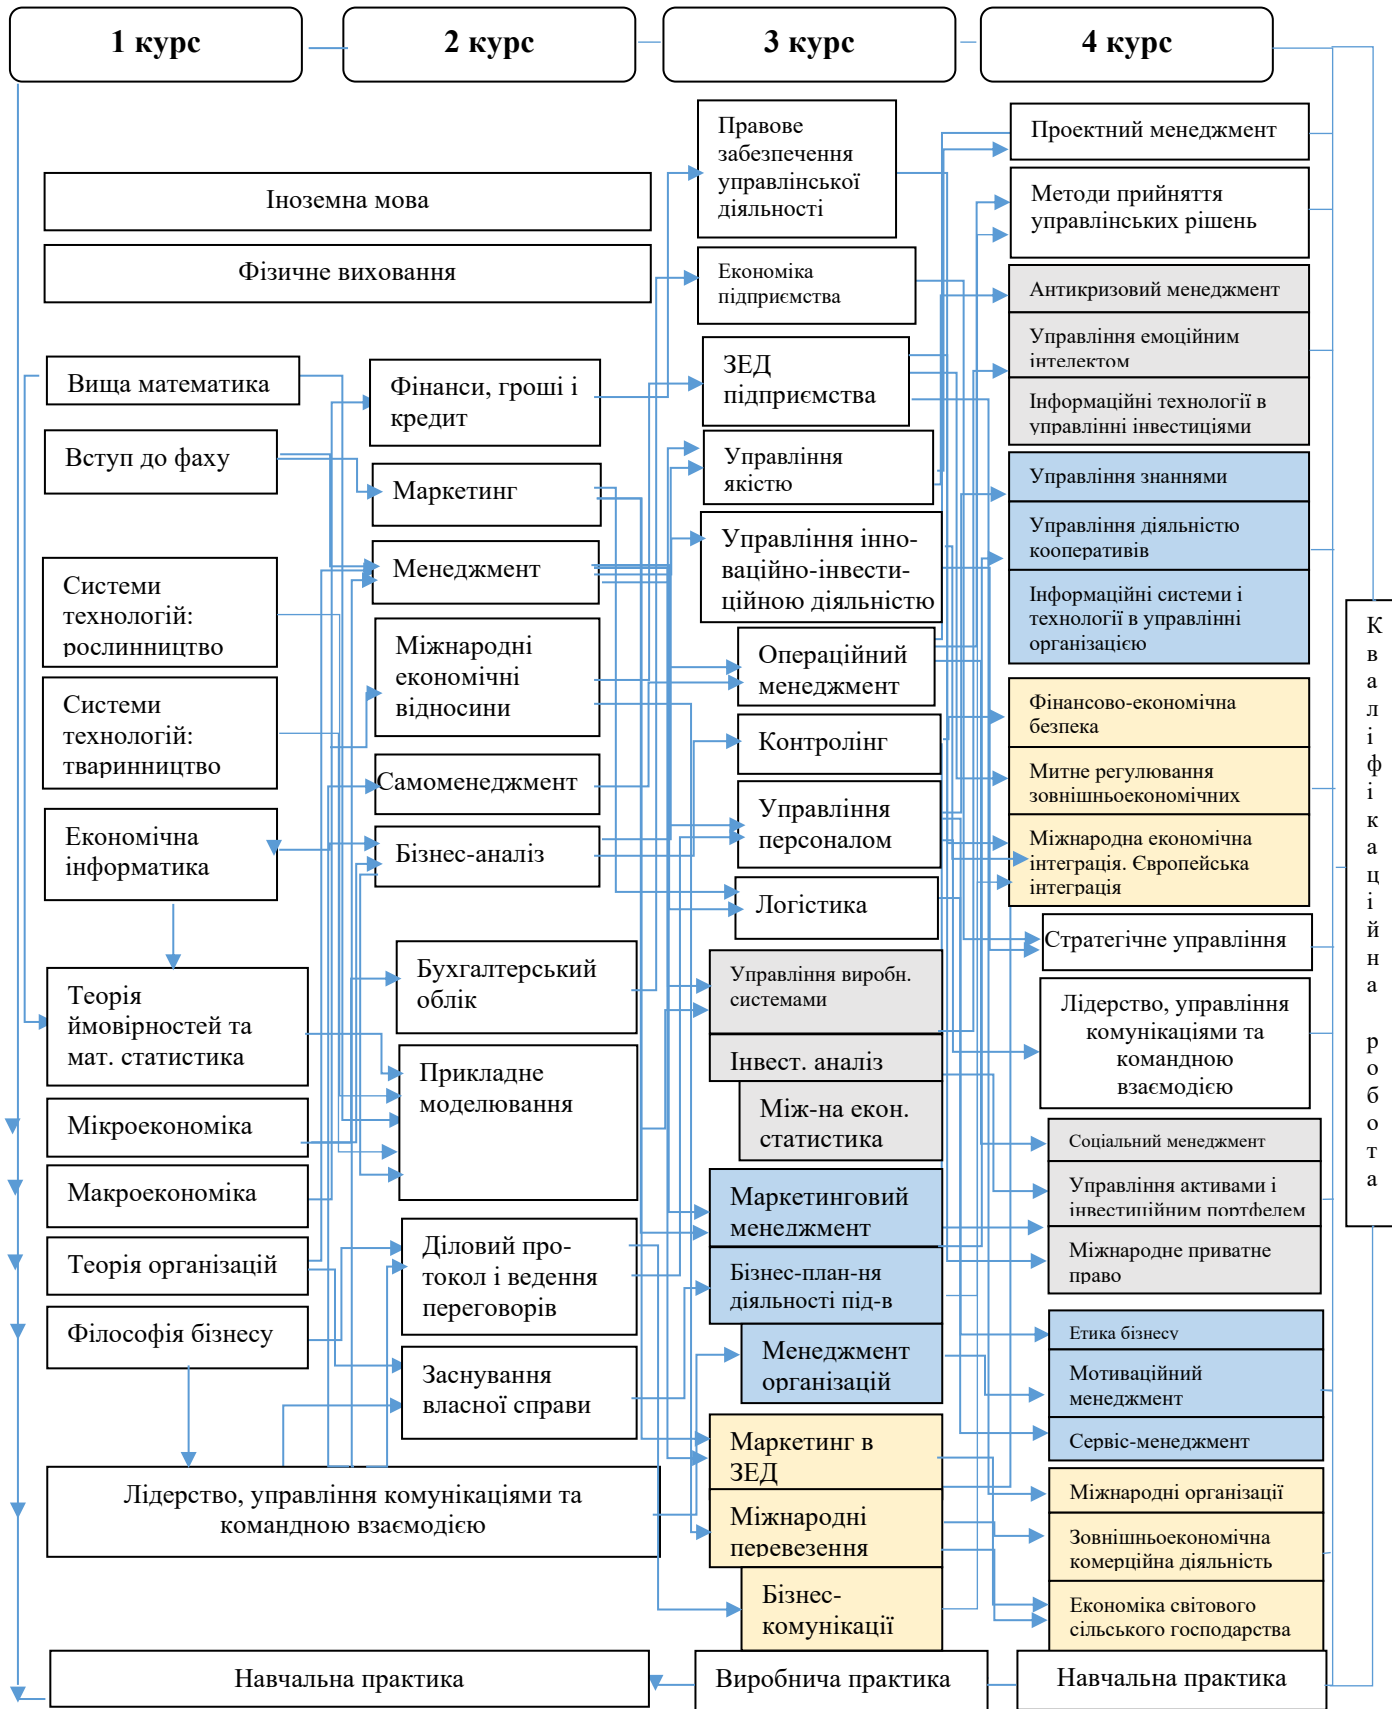 1 курс
2 курс
3 курс
4 курс
Іноземна мова
Фізичне виховання
Вища математика
Вступ до фаху
Системи
технологій:
рослинництво
Системи
технологій:
тваринництво
Економічна
інформатика
Теорія
ймовірностей та
мат. статистика
Мікроекономіка
Макроекономіка
Теорія організацій
Філософія бізнесу
Лідерство, управління комунікаціями та
командною взаємодією
Навчальна практика
Фінанси, гроші і
кредит
Маркетинг
Менеджмент
Міжнародні
економічні
відносини
Самоменеджмент
Бізнес-аналіз
Бухгалтерський
облік
Прикладне
моделювання
Діловий про-
токол і ведення
переговорів
Заснування
власної справи
Правове
забезпечення
управлінської
діяльності
Економіка
підприємства
ЗЕД
підприємства
Управління
якістю
Управління інно-
ваційно-інвести-
ційною діяльністю
Операційний
менеджмент
Контролінг
Управління
персоналом
Логістика
Управління виробн.
системами
Інвест. аналіз
Між-на екон.
статистика
Маркетинговий
менеджмент
Бізнес-план-ня
діяльності під-в
Менеджмент
організацій
Маркетинг в
ЗЕД
Міжнародні
перевезення
Бізнес-
комунікації
Виробнича практика
Проектний менеджмент
Методи прийняття
управлінських рішень
Антикризовий менеджмент
Управління емоційним
інтелектом
Інформаційні технології в
управлінні інвестиціями
Управління знаннями
Управління діяльністю
кооперативів
Інформаційні системи і
технології в управлінні
організацією
Фінансово-економічна
безпека
Митне регулювання
зовнішньоекономічних
Міжнародна економічна
інтеграція. Європейська
інтеграція
Стратегічне управління
Лідерство, управління
комунікаціями та
командною
взаємодією
Соціальний менеджмент
Управління активами і
інвестиційним портфелем
Міжнародне приватне
право
Етика бізнесу
Мотиваційний
менеджмент
Сервіс-менеджмент
Міжнародні організації
Зовнішньоекономічна
комерційна діяльність
Економіка світового
сільського господарства
Навчальна практика
Кваліфікаційна робота